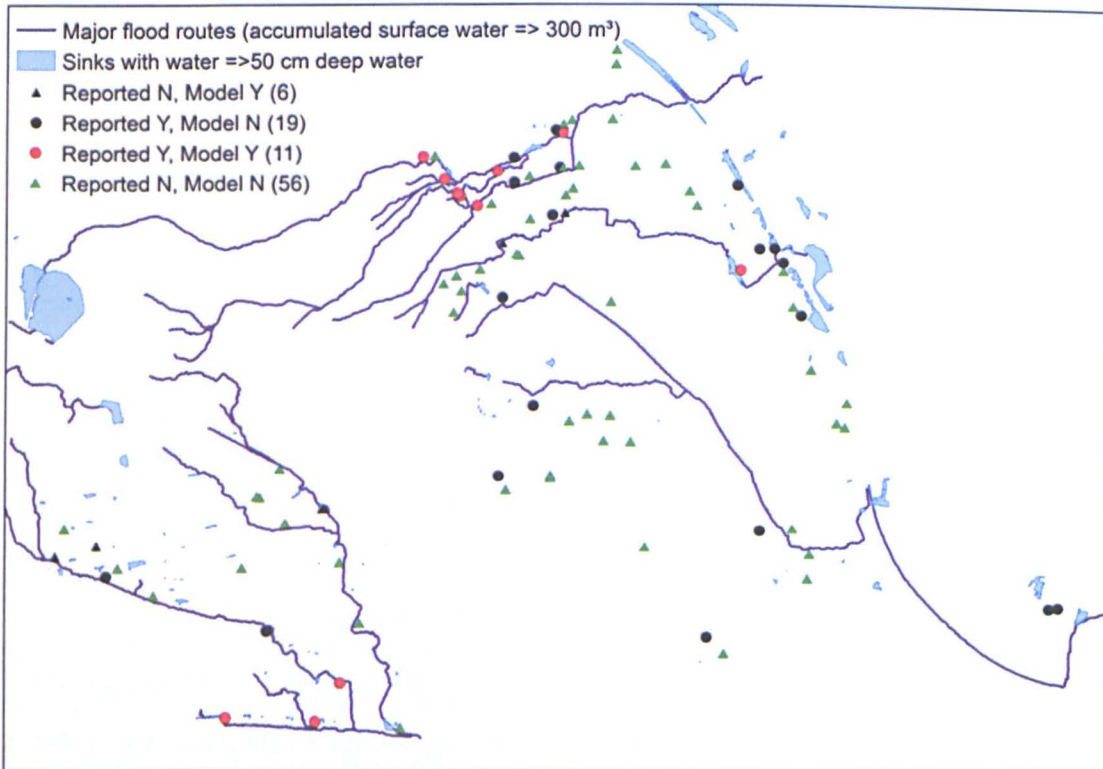 Major flood routes (accumulated surface water => 300 m³)
Sinks with water =>50 cm deep water
Reported N, Model Y (6)
Reported Y, Model N (19)
Reported Y, Model Y (11)
Reported N, Model N (56)